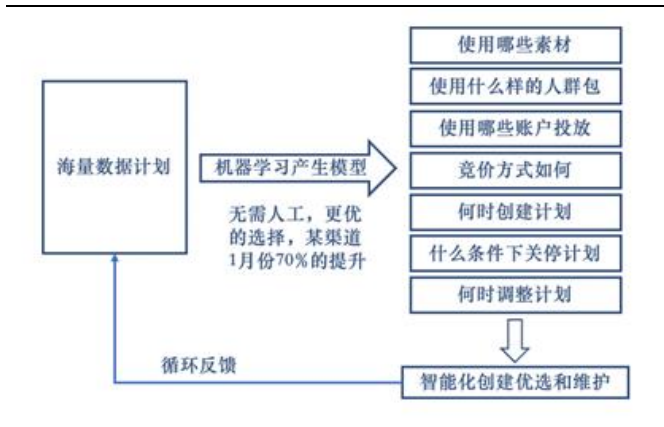 海量数据计划
机器学习产生模型
无需人工，更优
的选择，某渠道
1月份70%的提升
使用哪些素材
使用什么样的人群包
使用哪些账户投放
竞价方式如何
何时创建计划
什么条件下关停计划
何时调整计划
智能化创建优选和维护
循环反馈